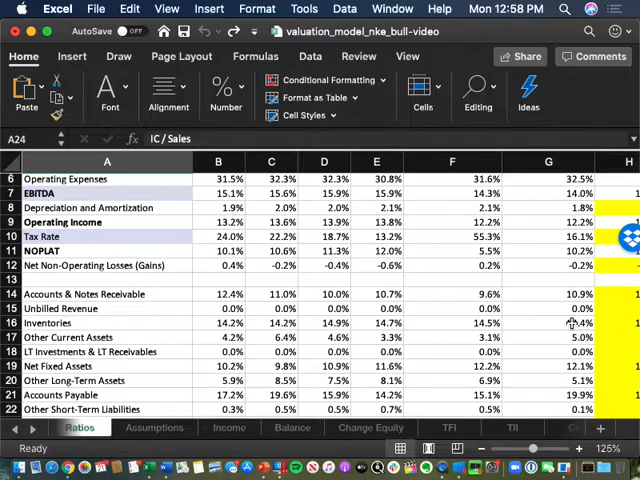 Excel File Edit View Insert Format Tools Data Window Help Mon 12:58 PM
AutoSave OFF valuation_model_nke_bull-video
Home Insert Draw Page Layout Formulas Data Review View Share Comments
Paste Font Alignment Number Conditional Formatting Format as Table Cell Styles Cells Editing Ideas
A24 fx IC / Sales
A B C D E F G H
6 Operating Expenses 31.5% 32.3% 32.3% 30.8% 31.6% 32.5%
7 EBITDA 15.1% 15.6% 15.9% 15.9% 14.3% 14.0% 1
8 Depreciation and Amortization 1.9% 2.0% 2.0% 2.1% 2.1% 1.8%
9 Operating Income 13.2% 13.6% 13.9% 13.8% 12.2% 12.2% 1
10 Tax Rate 24.0% 22.2% 18.7% 13.2% 55.3% 16.1% 1
11 NOPLAT 10.1% 10.6% 11.3% 12.0% 5.5% 10.2% 1
12 Net Non-Operating Losses (Gains) 0.4% -0.2% -0.4% -0.6% 0.2% -0.2% -
13
14 Accounts & Notes Receivable 12.4% 11.0% 10.0% 10.7% 9.6% 10.9% 1
15 Unbilled Revenue 0.0% 0.0% 0.0% 0.0% 0.0% 0.0%
16 Inventories 14.2% 14.2% 14.9% 14.7% 14.5% .4% 1
17 Other Current Assets 4.2% 6.4% 4.6% 3.3% 3.1% 5.0%
18 LT Investments & LT Receivables 0.0% 0.0% 0.0% 0.0% 0.0% 0.0%
19 Net Fixed Assets 10.2% 9.8% 10.9% 11.6% 12.2% 12.1% 1
20 Other Long-Term Assets 5.9% 8.5% 7.5% 8.1% 6.9% 5.1%
21 Accounts Payable 17.2% 19.6% 15.9% 14.2% 15.1% 19.9% 1
22 Other Short-Term Liabilities 0.3% 0.5% 0.5% 0.7% 0.5% 0.1%
Ratios Assumptions Income Balance Change Equity TFI TII
Ready 125%